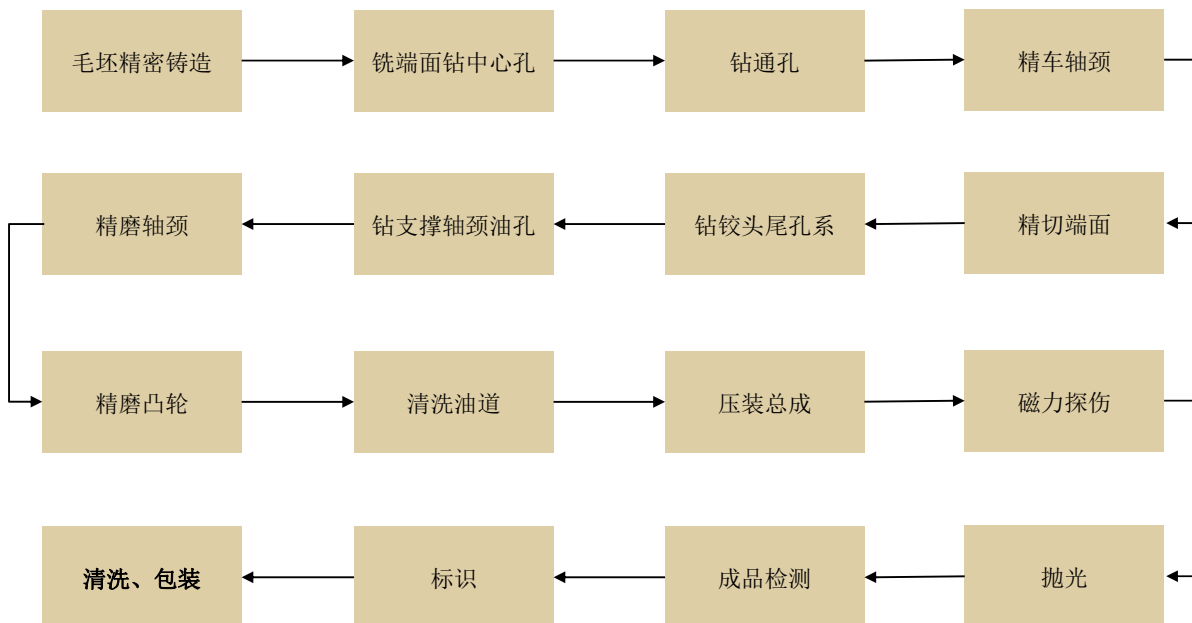 毛坯精密铸造
铣端面钻中心孔
钻通孔
精车轴颈
精磨轴颈
钻支撑轴颈油孔
钻铰头尾孔系
精切端面
精磨凸轮
清洗油道
压装总成
磁力探伤
清洗、包装
标识
成品检测
抛光